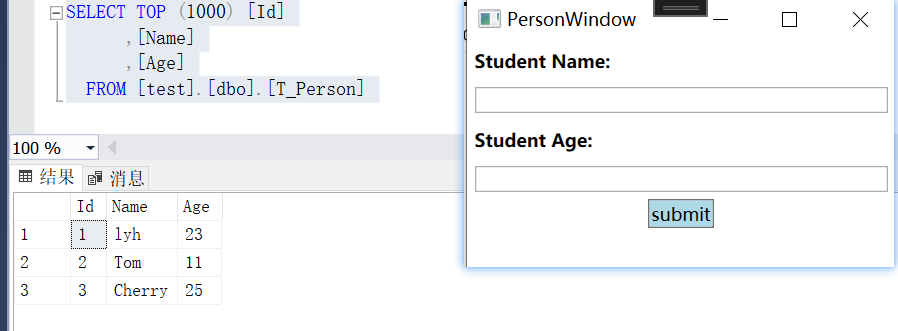 SELECT TOP (1000) [Id]
,[Name]
,[Age]
FROM [test].[dbo].[T_Person]
100 %
结果 消息
Id Name Age
1 1 lyh 23
2 2 Tom 11
3 3 Cherry 25
PersonWindow
Student Name:
Student Age:
submit